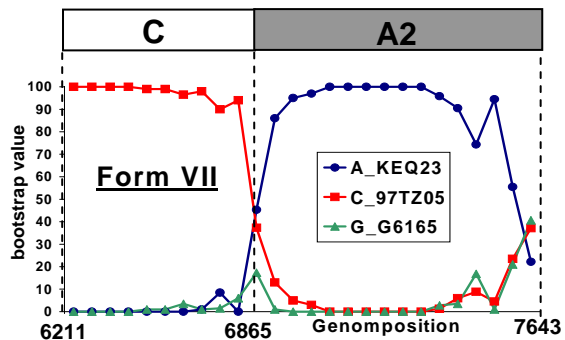 C A2
100
90
80
70
60
50
40
30
20
10
0
bootstrap value
Form VII
A_KEQ23
C_97TZ05
G_G6165
6211 6865 Genomposition 7643